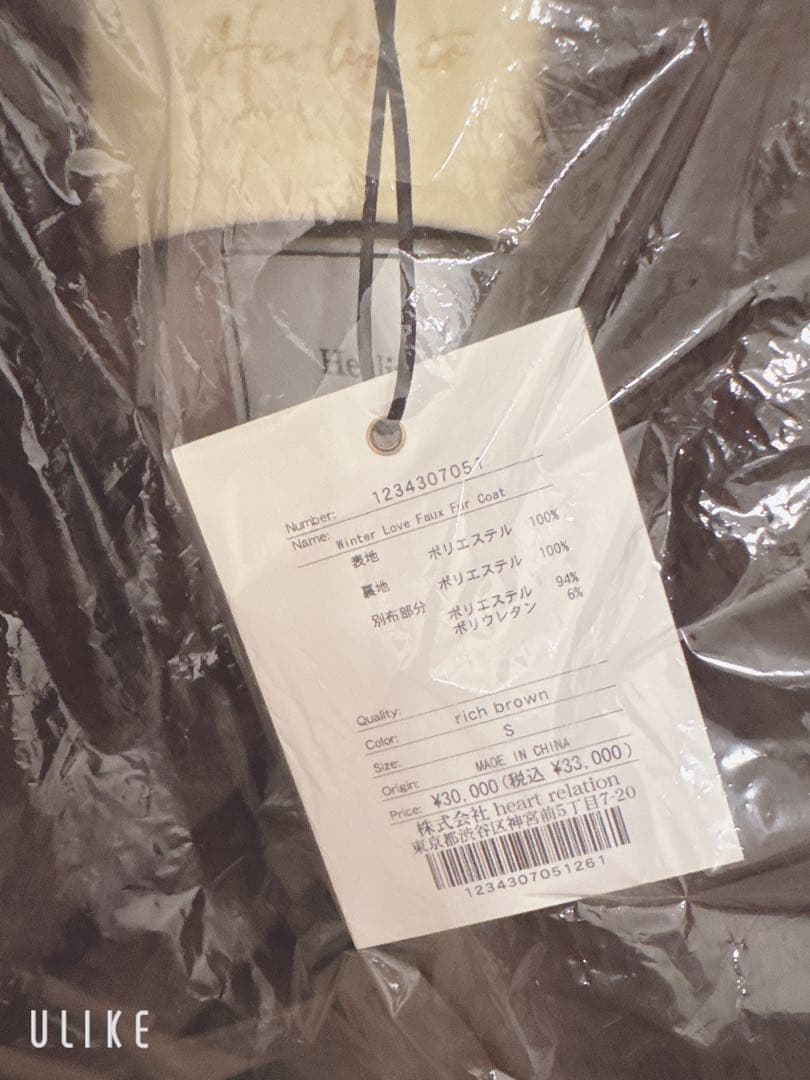 Her lip to
Number: 1234307051
Name: Winter Love Faux Fur Coat
表地 ポリエステル 100%
裏地 ポリエステル 100%
別布部分 ポリエステル 94%
ポリウレタン 6%
Quality:
Color: rich brown
Size: S
Origin: MADE IN CHINA
Price: ¥30,000(税込 ¥33,000)
株式会社 heart relation
東京都渋谷区神宮前5丁目7-20
1234307051261
ULIKE